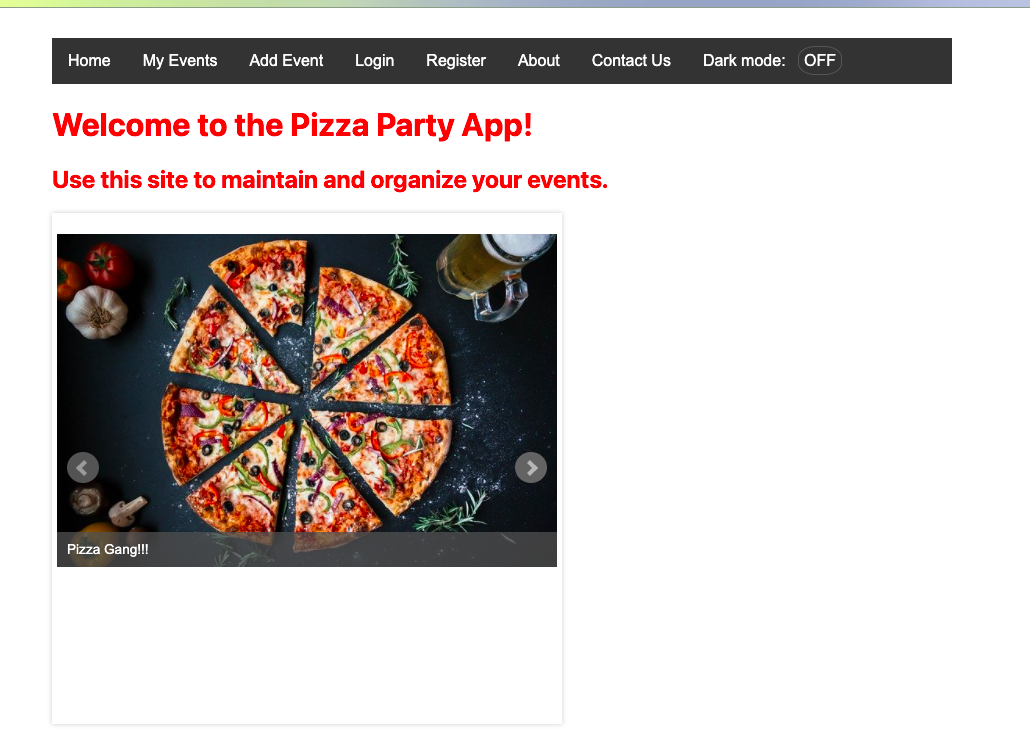 Home My Events Add Event Login Register About Contact Us Dark mode: OFF
Welcome to the Pizza Party App!
Use this site to maintain and organize your events.
Pizza Gang!!!